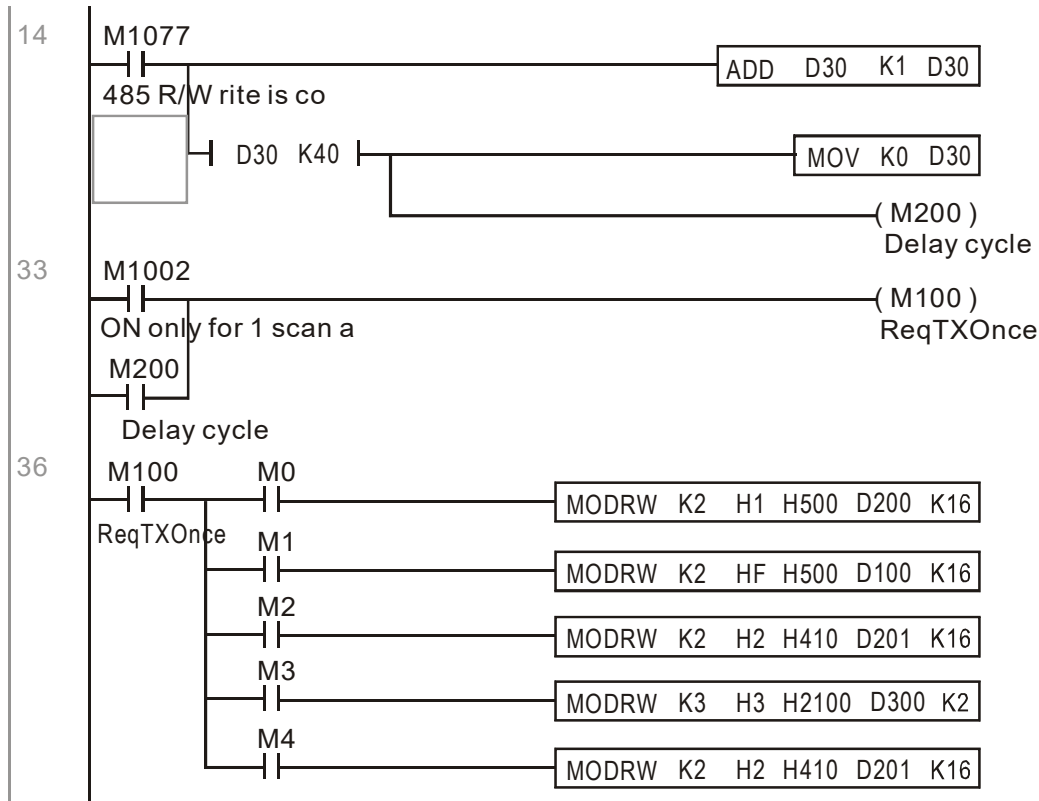 14
M1077
ADD D30 K1 D30
485 R/W rite is co
D30 K40
MOV K0 D30
( M200 )
Delay cycle
33
M1002
( M100 )
ON only for 1 scan a
ReqTXOnce
M200
Delay cycle
36
M100 M0
MODRW K2 H1 H500 D200 K16
ReqTXOnce
M1
MODRW K2 HF H500 D100 K16
M2
MODRW K2 H2 H410 D201 K16
M3
MODRW K3 H3 H2100 D300 K2
M4
MODRW K2 H2 H410 D201 K16